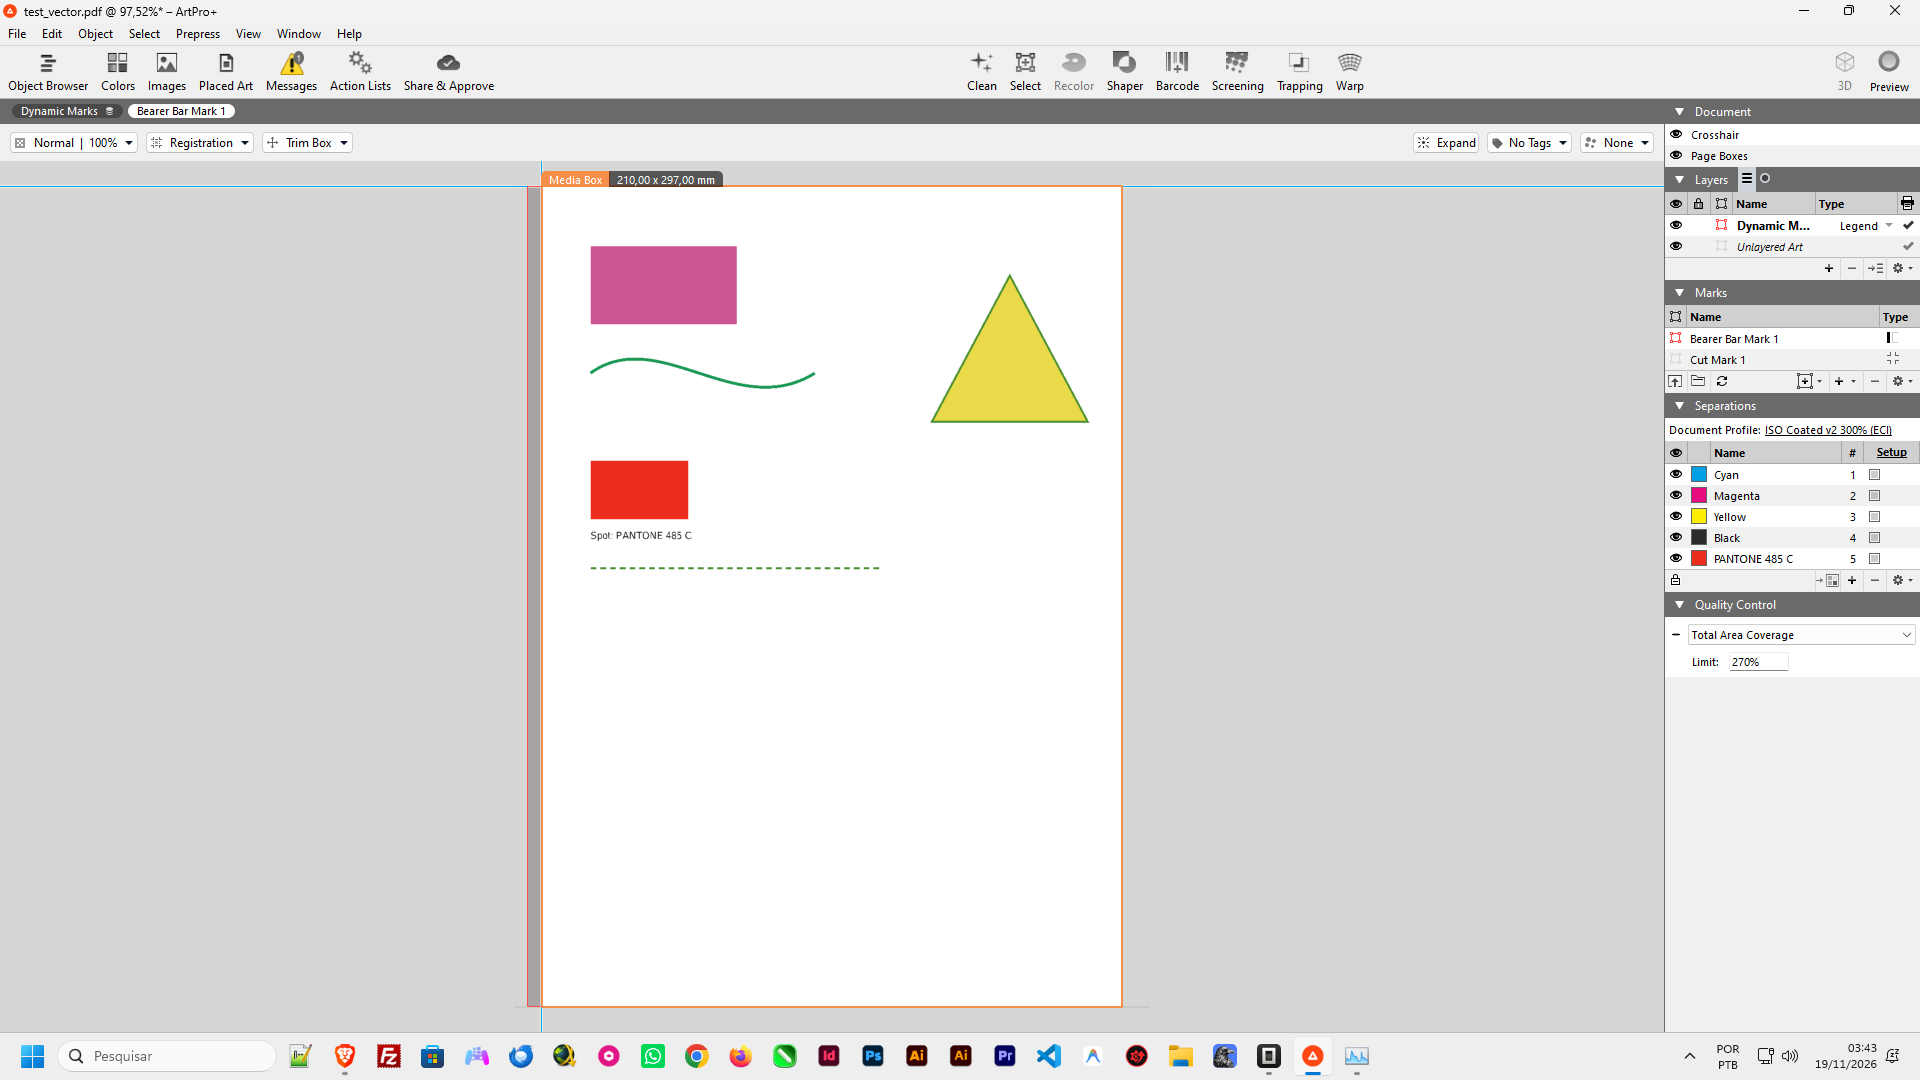 test_vector.pdf @ 97,52%* – ArtPro+
File Edit Object Select Prepress View Window Help
Object Browser Colors Images Placed Art Messages Action Lists Share & Approve Clean Select Recolor Shaper Barcode Screening Trapping Warp 3D Preview
Dynamic Marks Bearer Bar Mark 1
Normal | 100% Registration Trim Box Expand No Tags None
Media Box 210,00 x 297,00 mm
Spot: PANTONE 485 C
Document
Crosshair
Page Boxes
Layers
Name Type
Dynamic M... Legend
Unlayered Art
Marks
Name Type
Bearer Bar Mark 1
Cut Mark 1
Separations
Document Profile: ISO Coated v2 300% (ECI)
Name # Setup
Cyan 1
Magenta 2
Yellow 3
Black 4
PANTONE 485 C 5
Quality Control
Total Area Coverage
Limit: 270%
Pesquisar
Id Ps Ai Ai Pr
POR
PTB
03:43
19/11/2026